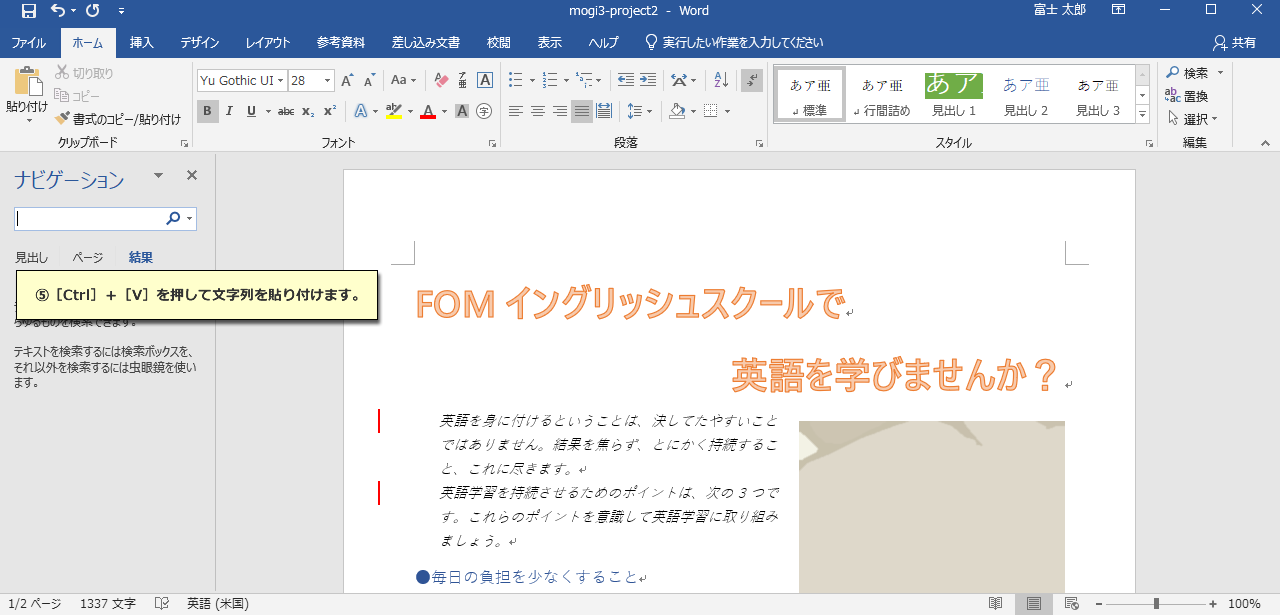 mogi3-project2 - Word
富士 太郎
ファイル ホーム 挿入 デザイン レイアウト 参考資料 差し込み文書 校閲 表示 ヘルプ 実行したい作業を入力してください 共有
貼り付け
切り取り
コピー
書式のコピー/貼り付け
クリップボード
Yu Gothic UI 28
フォント
段落
あア亜 あア亜 あア あア亜 あア亜
標準 行間詰め 見出し 1 見出し 2 見出し 3
スタイル
検索
置換
選択
編集
ナビゲーション
見出し ページ 結果
⑤［Ctrl］＋［V］を押して文字列を貼り付けます。
らゆるものを検索できます。
テキストを検索するには検索ボックスを、
それ以外を検索するには虫眼鏡を使い
ます。
FOM イングリッシュスクールで
英語を学びませんか？
英語を身に付けるということは、決してたやすいこと
ではありません。結果を焦らず、とにかく持続するこ
と、これに尽きます。
英語学習を持続させるためのポイントは、次の 3 つで
す。これらのポイントを意識して英語学習に取り組み
ましょう。
●毎日の負担を少なくすること
1/2 ページ 1337 文字 英語 (米国) 100%